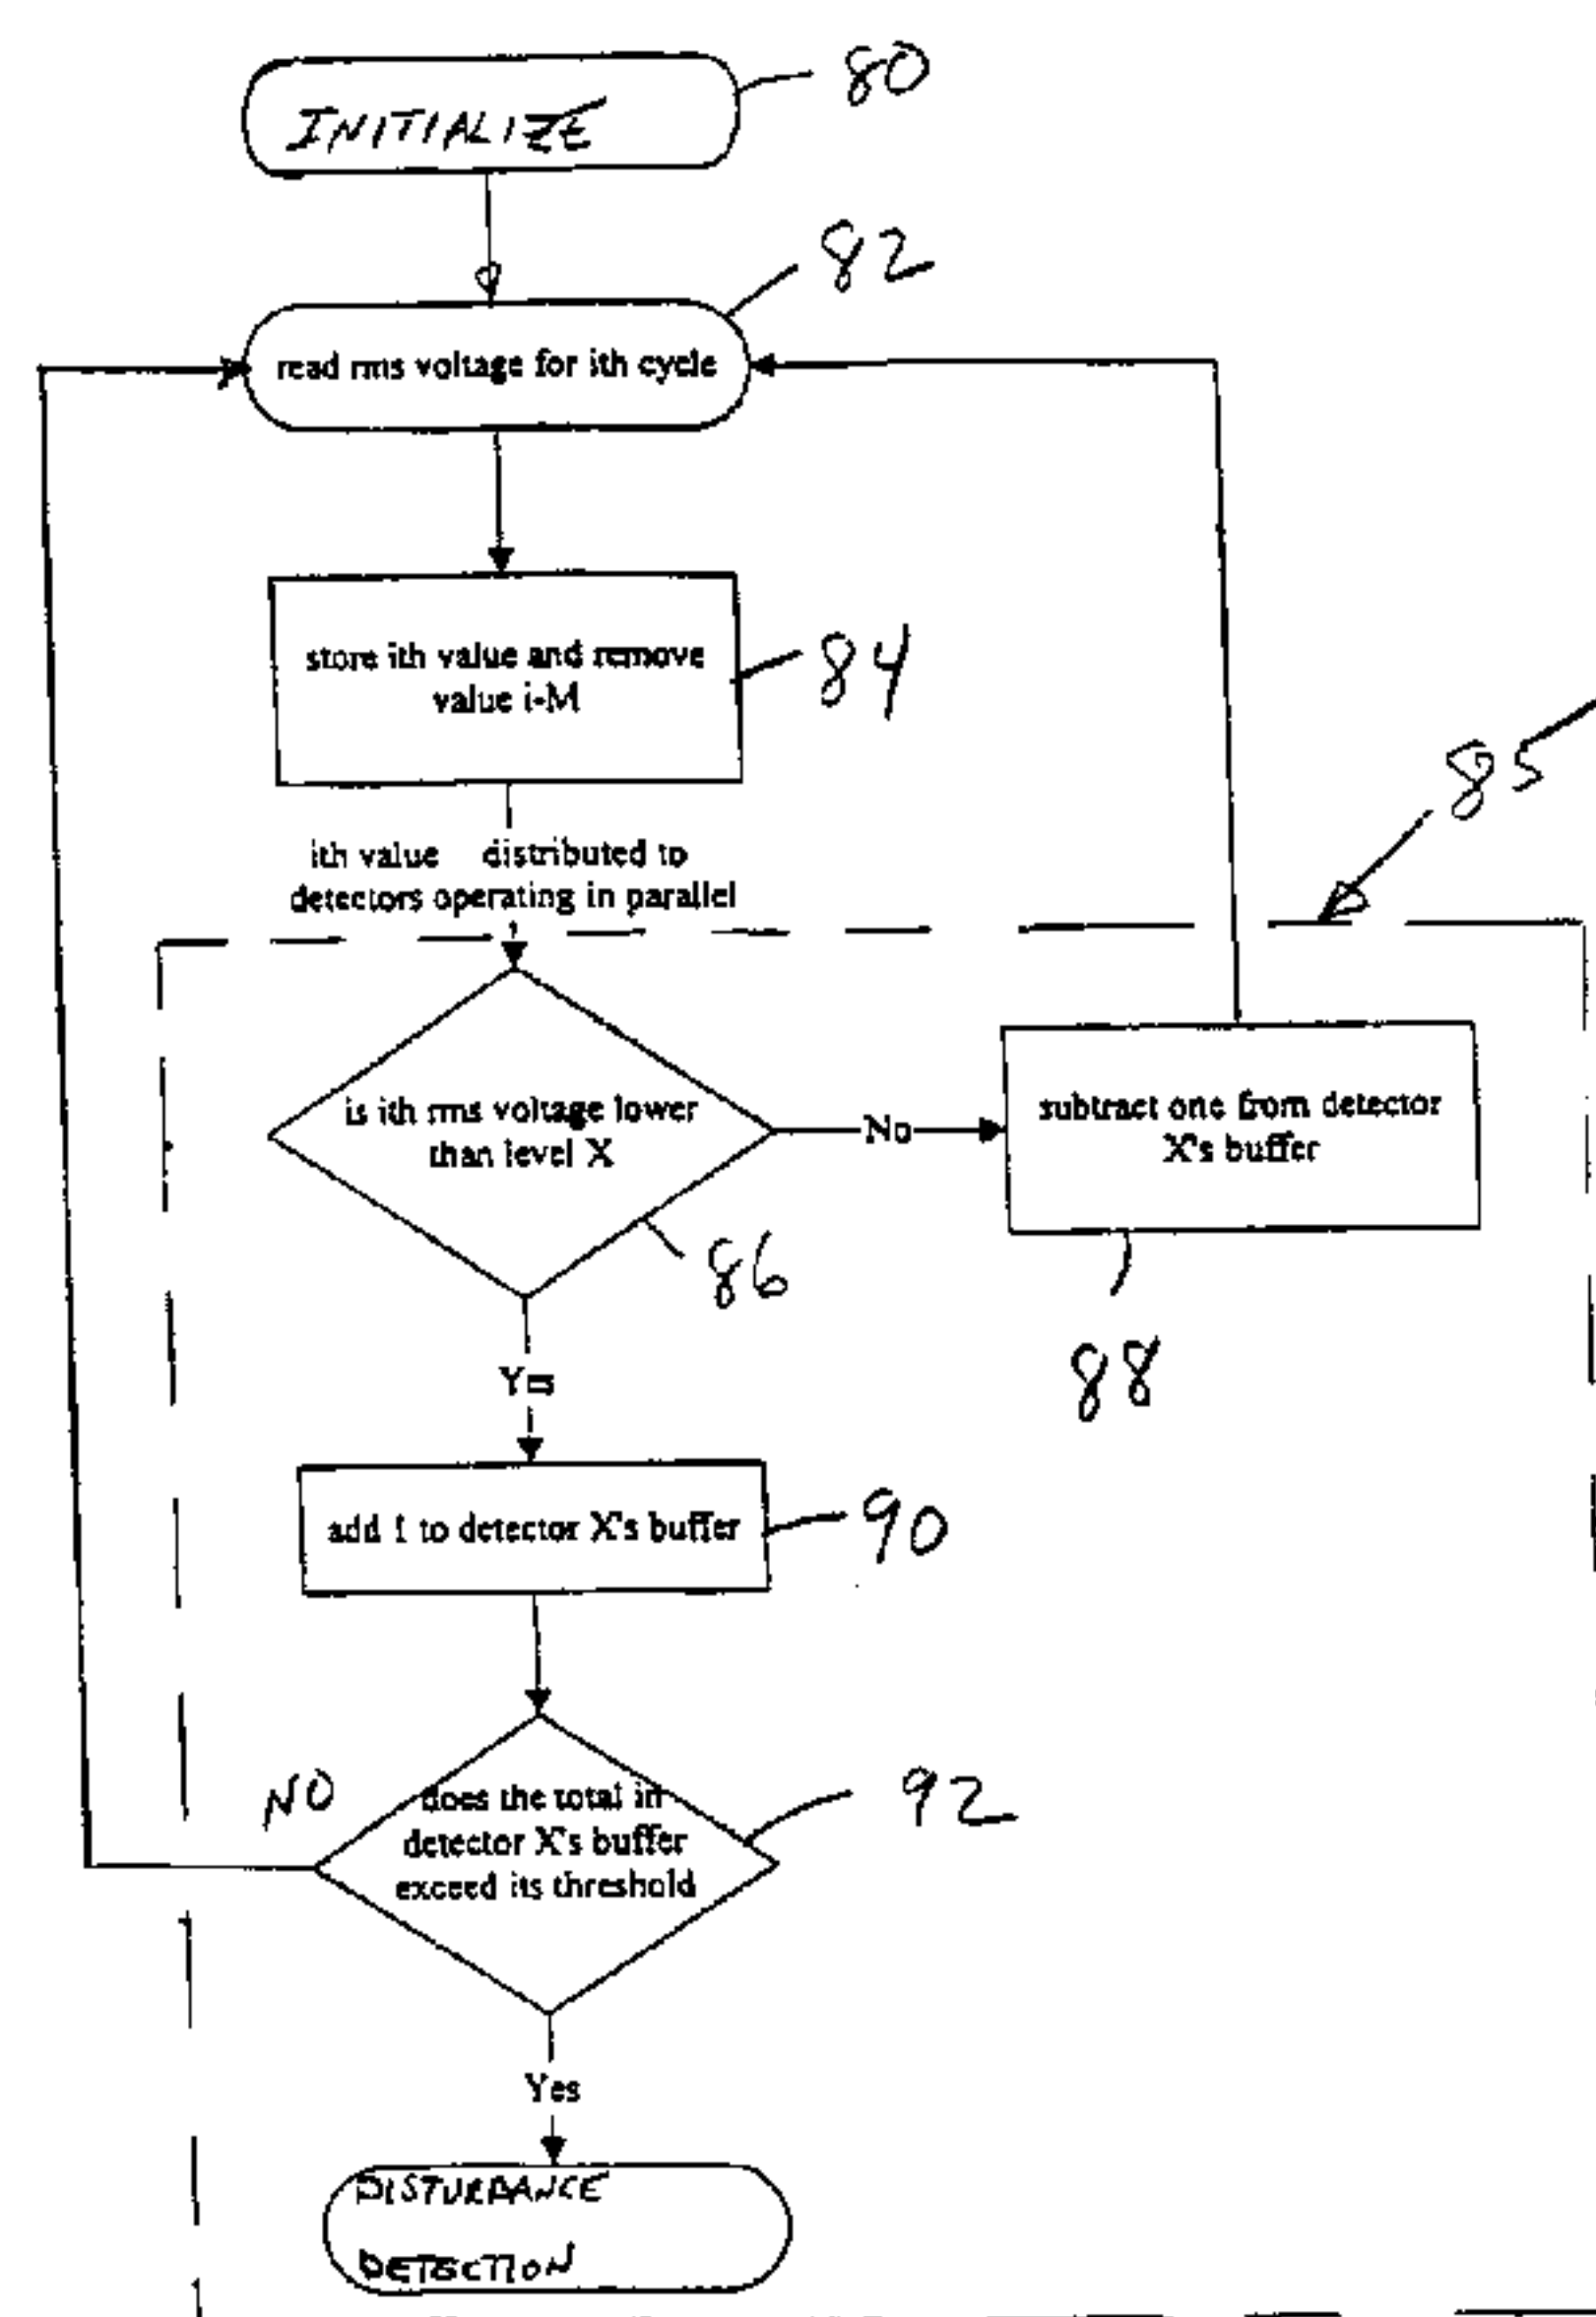 INITIALIZE
80
82
read rms voltage for ith cycle
store ith value and remove
value i-M
84
85
ith value distributed to
detectors operating in parallel
is ith rms voltage lower
than level X
No
subtract one from detector
X's buffer
86
88
Yes
add 1 to detector X's buffer
90
NO
does the total in
detector X's buffer
exceed its threshold
92
Yes
DISTURBANCE
DETECTION